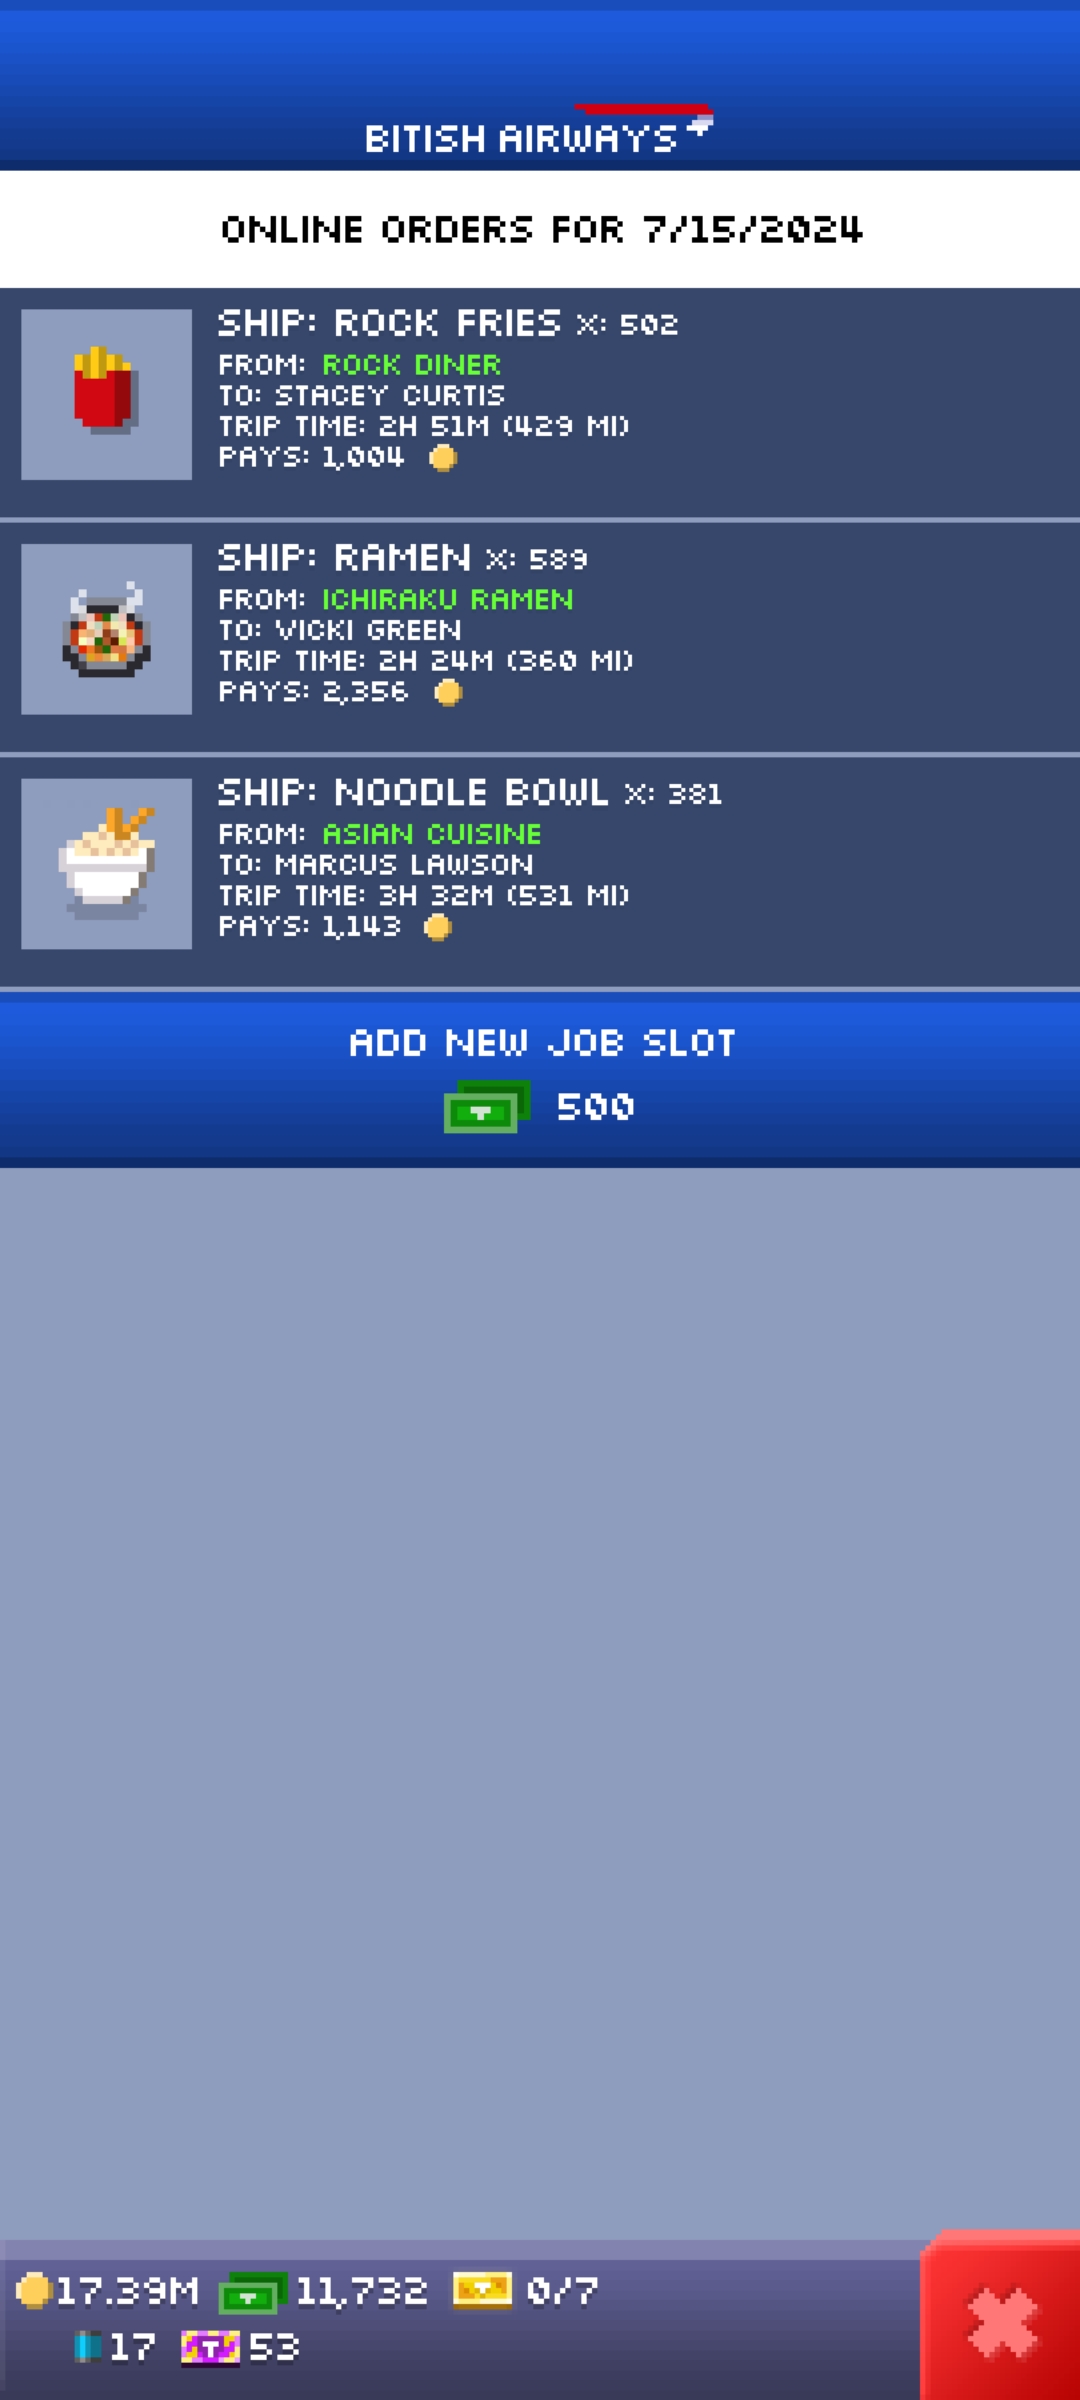 BITISH AIRWAYS
ONLINE ORDERS FOR 7/15/2024
SHIP: ROCK FRIES X: 502
FROM: ROCK DINER
TO: STACEY CURTIS
TRIP TIME: 2H 51M (429 MI)
PAYS: 1,004
SHIP: RAMEN X: 589
FROM: ICHIRAKU RAMEN
TO: VICKI GREEN
TRIP TIME: 2H 24M (360 MI)
PAYS: 2,356
SHIP: NOODLE BOWL X: 381
FROM: ASIAN CUISINE
TO: MARCUS LAWSON
TRIP TIME: 3H 32M (531 MI)
PAYS: 1,143
ADD NEW JOB SLOT
500
17.39M 11,732 0/7
17 53